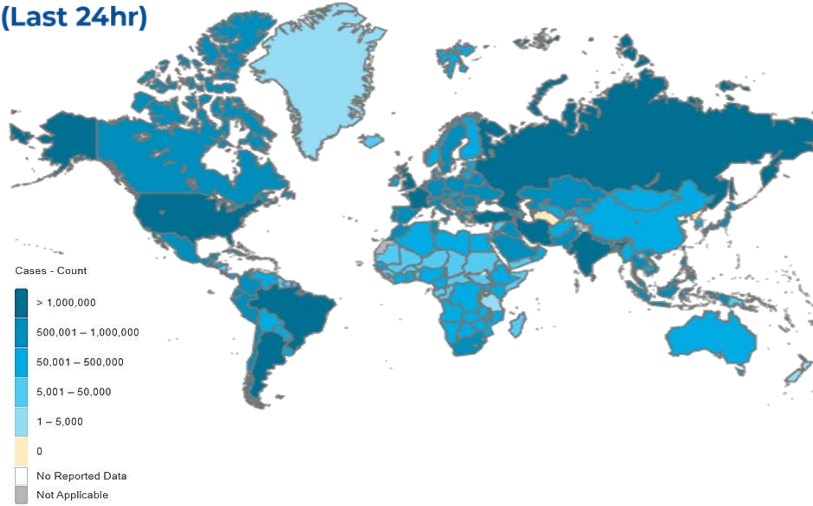 (Last 24hr)
Cases - Count
> 1,000,000
500,001 – 1,000,000
50,001 – 500,000
5,001 – 50,000
1 – 5,000
0
No Reported Data
Not Applicable